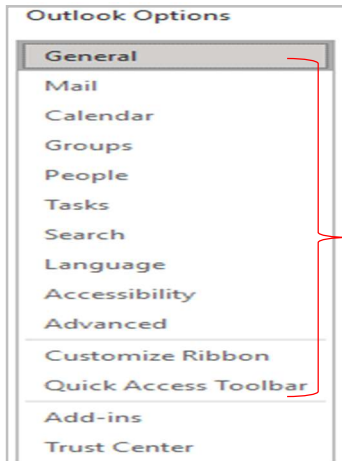 Outlook Options
General
Mail
Calendar
Groups
People
Tasks
Search
Language
Accessibility
Advanced
Customize Ribbon
Quick Access Toolbar
Add-ins
Trust Center